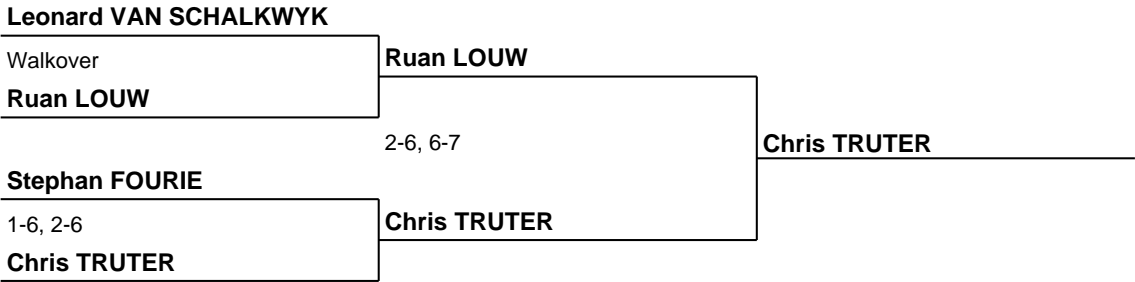 Leonard VAN SCHALKWYK
Walkover
Ruan LOUW
Ruan LOUW
2-6, 6-7
Chris TRUTER
Stephan FOURIE
1-6, 2-6
Chris TRUTER
Chris TRUTER